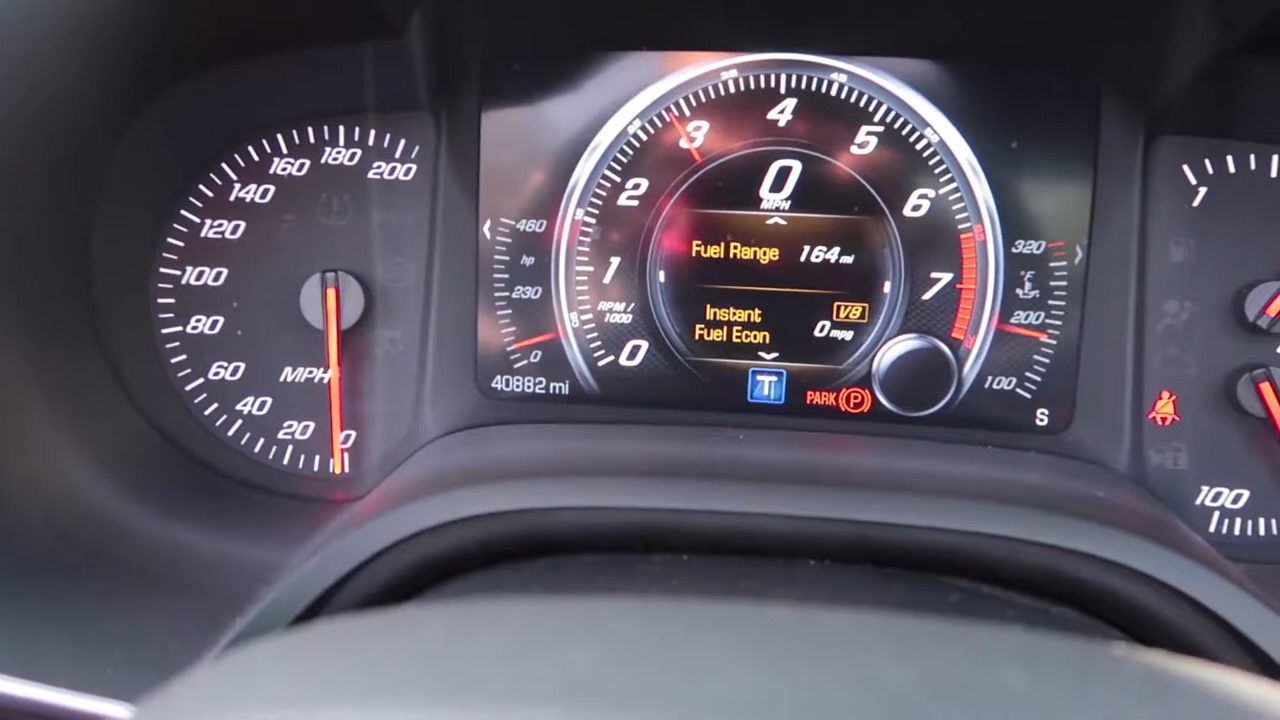 200
180
160
140
120
100
80
60
MPH
40
20
0
460
hp
230
0
40882 mi
4
3
5
2
6
1
7
0
RPM /
1000
0
MPH
Fuel Range 164 mi
Instant
Fuel Econ
V8
0 mpg
T
PARK (P)
320
200
100
S
1
100